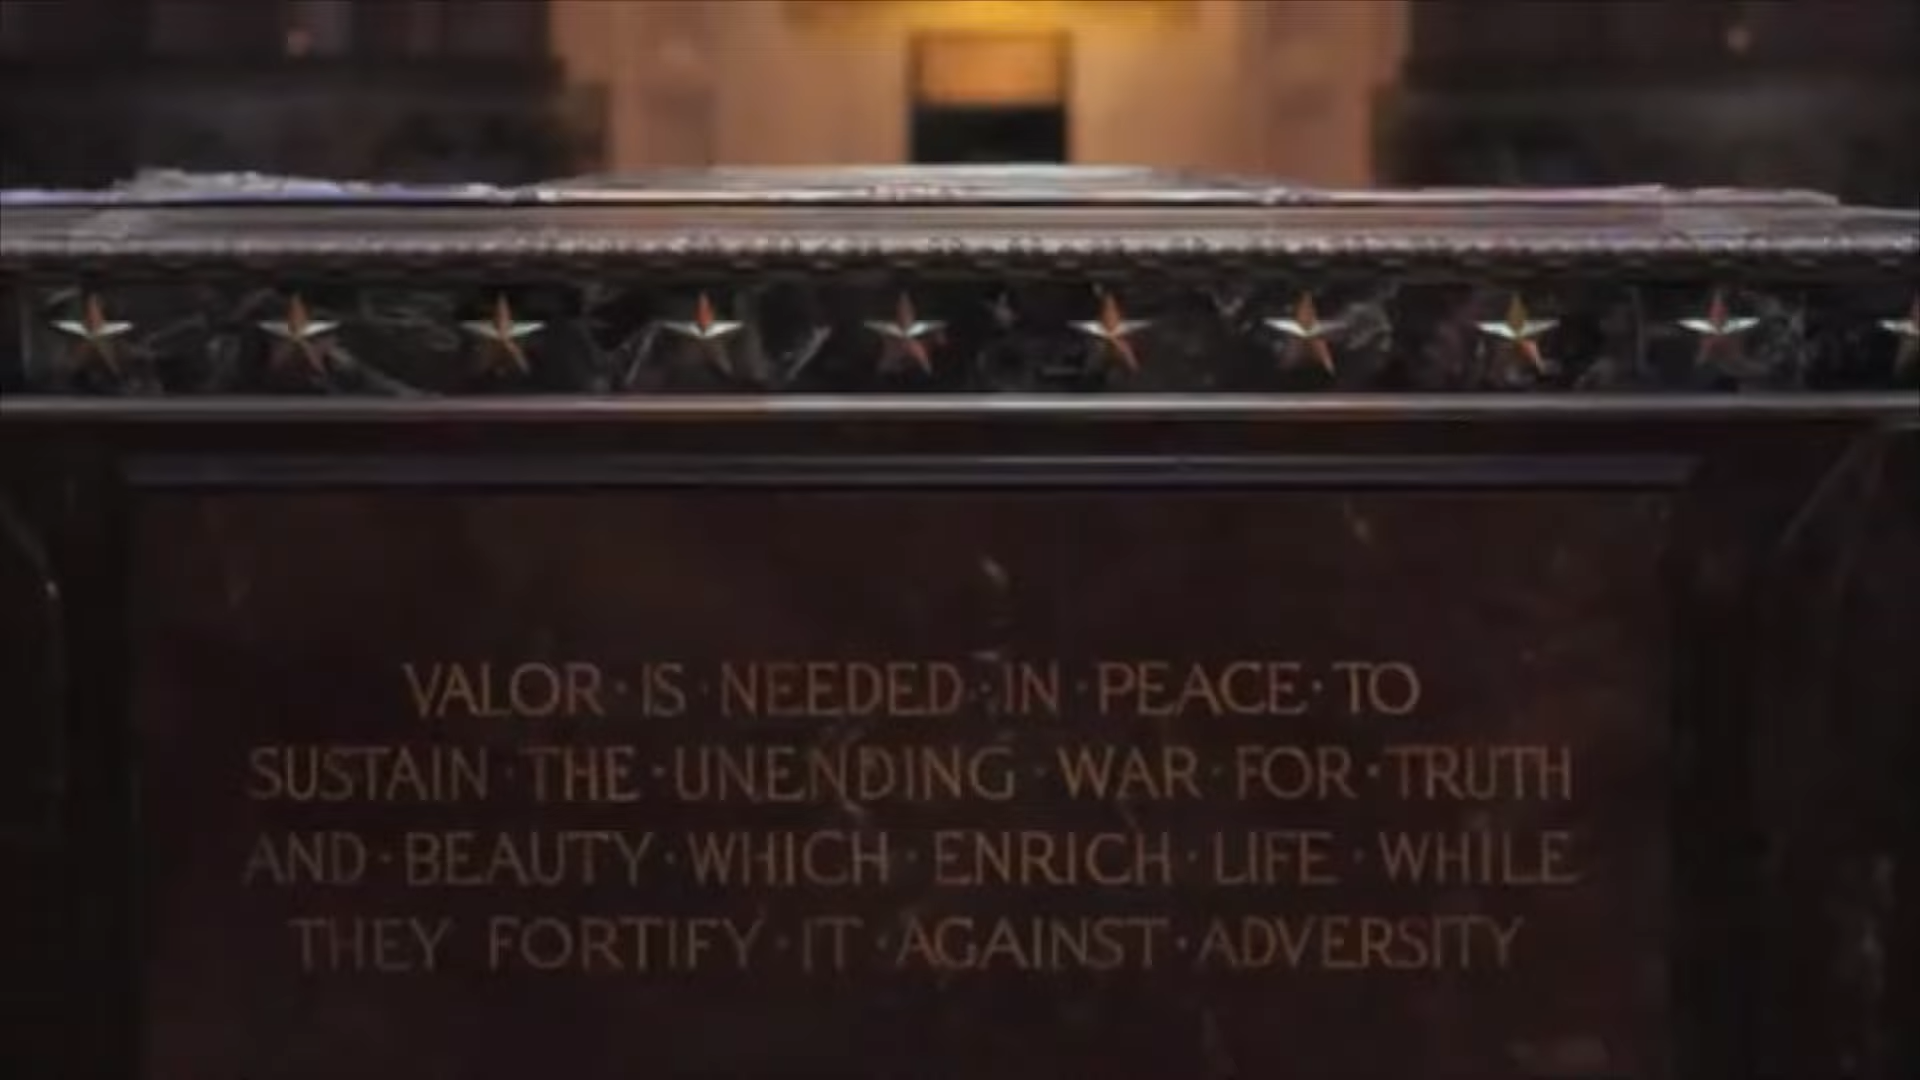 VALOR·IS·NEEDED·IN·PEACE·TO
SUSTAIN·THE·UNENDING·WAR·FOR·TRUTH
AND·BEAUTY·WHICH·ENRICH·LIFE·WHILE
THEY FORTIFY·IT·AGAINST·ADVERSITY